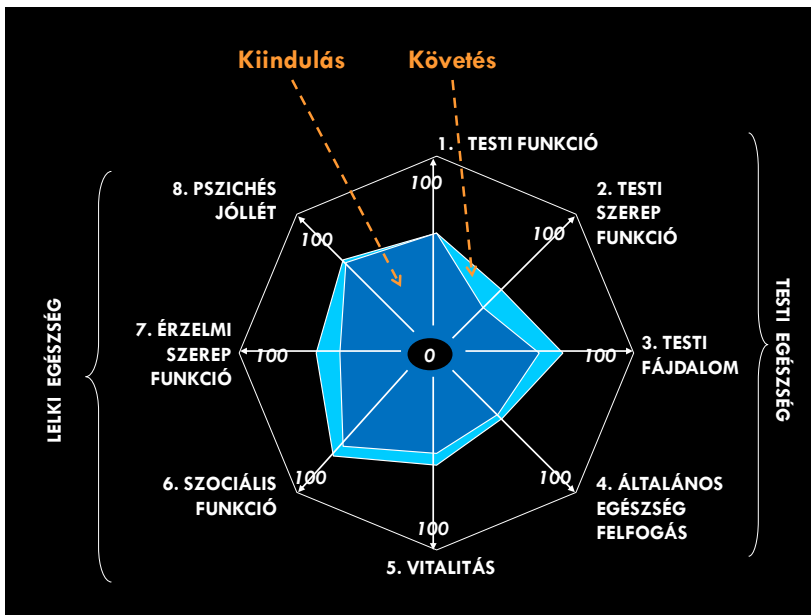 Kiindulás
Követés
1. TESTI FUNKCIÓ
100
2. TESTI
SZEREP
FUNKCIÓ
100
3. TESTI
FÁJDALOM
100
4. ÁLTALÁNOS
EGÉSZSÉG
FELFOGÁS
100
5. VITALITÁS
100
6. SZOCIÁLIS
FUNKCIÓ
100
7. ÉRZELMI
SZEREP
FUNKCIÓ
100
8. PSZICHÉS
JÓLLÉT
100
0
LELKI EGÉSZSÉG
TESTI EGÉSZSÉG